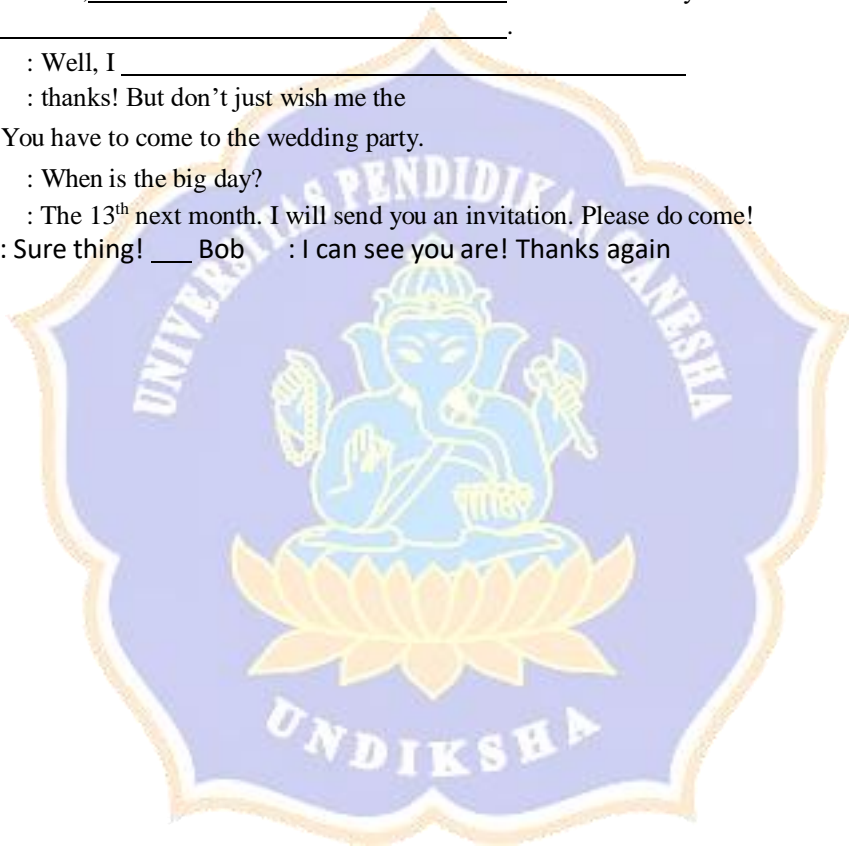 : Well, I ____
: thanks! But don’t just wish me the
You have to come to the wedding party.
: When is the big day?
: The 13th next month. I will send you an invitation. Please do come!
: Sure thing! ___ Bob : I can see you are! Thanks again
UNIVERSITAS PENDIDIKAN GANESHA
UNDIKSHA